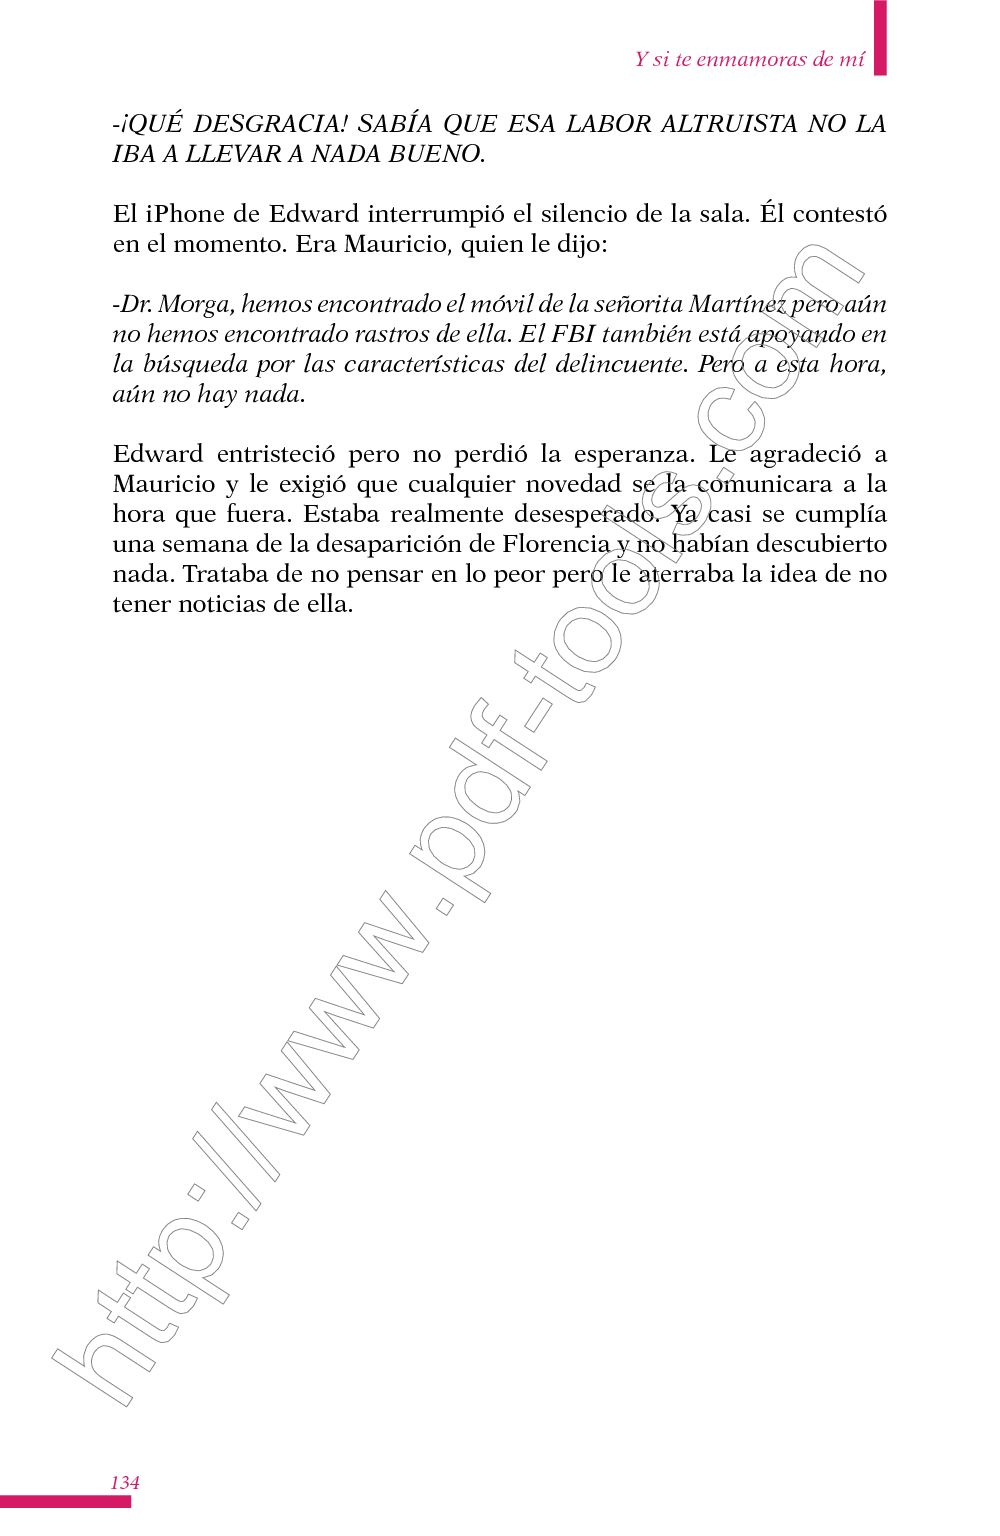 Y si te enmamoras de mí
-¡QUÉ DESGRACIA! SABÍA QUE ESA LABOR ALTRUISTA NO LA
IBA A LLEVAR A NADA BUENO.
El iPhone de Edward interrumpió el silencio de la sala. Él contestó
en el momento. Era Mauricio, quien le dijo:
-Dr. Morga, hemos encontrado el móvil de la señorita Martínez pero aún
no hemos encontrado rastros de ella. El FBI también está apoyando en
la búsqueda por las características del delincuente. Pero a esta hora,
aún no hay nada.
Edward entristeció pero no perdió la esperanza. Le agradeció a
Mauricio y le exigió que cualquier novedad se la comunicara a la
hora que fuera. Estaba realmente desesperado. Ya casi se cumplía
una semana de la desaparición de Florencia y no habían descubierto
nada. Trataba de no pensar en lo peor pero le aterraba la idea de no
tener noticias de ella.
http://www.pdf-tools.com
134